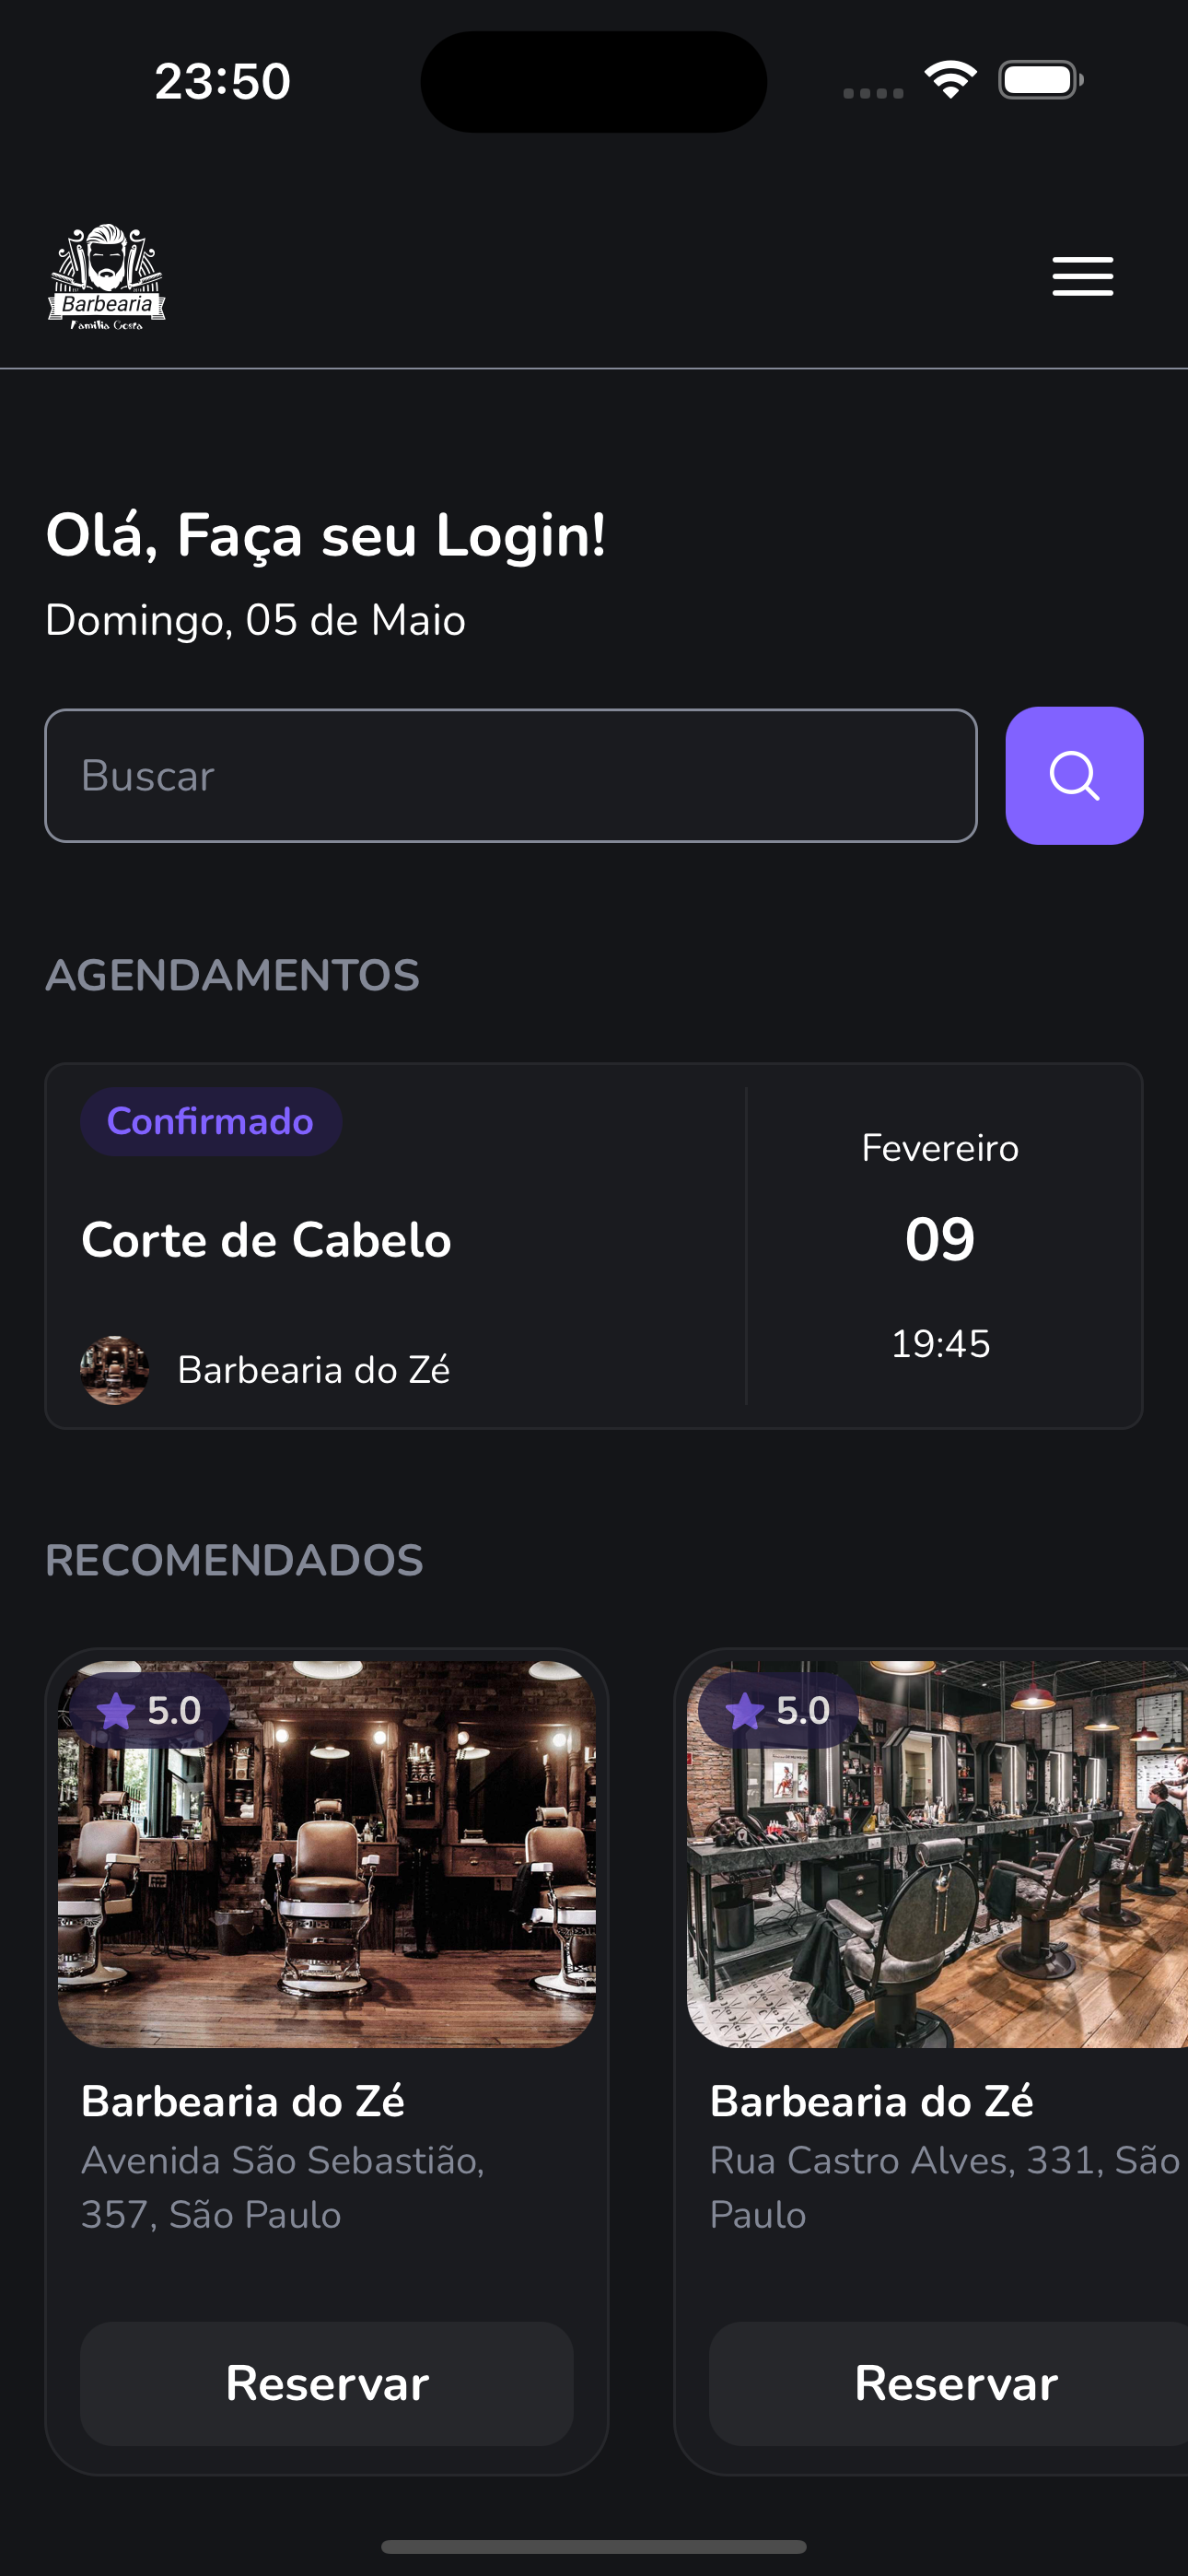 23:50
Barbearia
Família Costa
Olá, Faça seu Login!
Domingo, 05 de Maio
Buscar
AGENDAMENTOS
Confirmado
Corte de Cabelo
Barbearia do Zé
Fevereiro
09
19:45
RECOMENDADOS
5.0
Barbearia do Zé
Avenida São Sebastião,
357, São Paulo
Reservar
5.0
Barbearia do Zé
Rua Castro Alves, 331, São
Paulo
Reservar